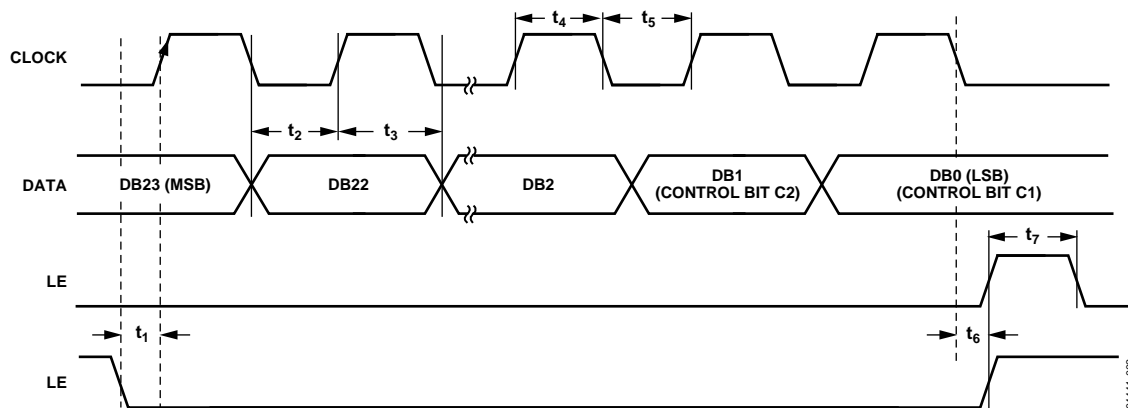 t4 t5
CLOCK
t2 t3
DATA DB23 (MSB) DB22 DB2 DB1 DB0 (LSB)
(CONTROL BIT C2) (CONTROL BIT C1)
t7
LE
t1 t6
LE